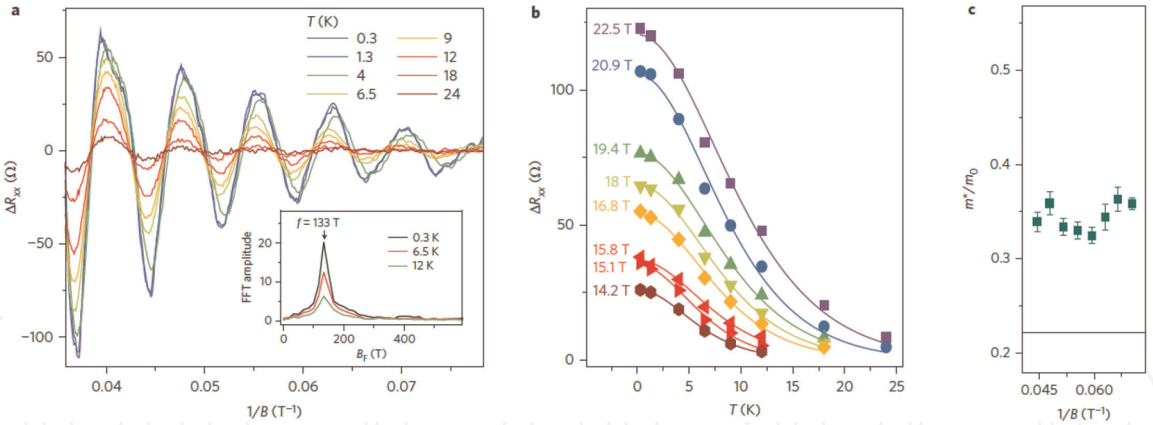 a
T (K)
0.3 9
1.3 12
4 18
6.5 24
50
0
−50
−100
ΔRxx (Ω)
0.04 0.05 0.06 0.07
1/B (T⁻¹)
f = 133 T
0.3 K
6.5 K
12 K
20
10
0
FFT amplitude
0 200 400
BF (T)
b
22.5 T
20.9 T
19.4 T
18 T
16.8 T
15.8 T
15.1 T
14.2 T
100
50
0
ΔRxx (Ω)
0 5 10 15 20 25
T (K)
c
0.5
0.4
0.3
0.2
m*/m0
0.045 0.060
1/B (T⁻¹)